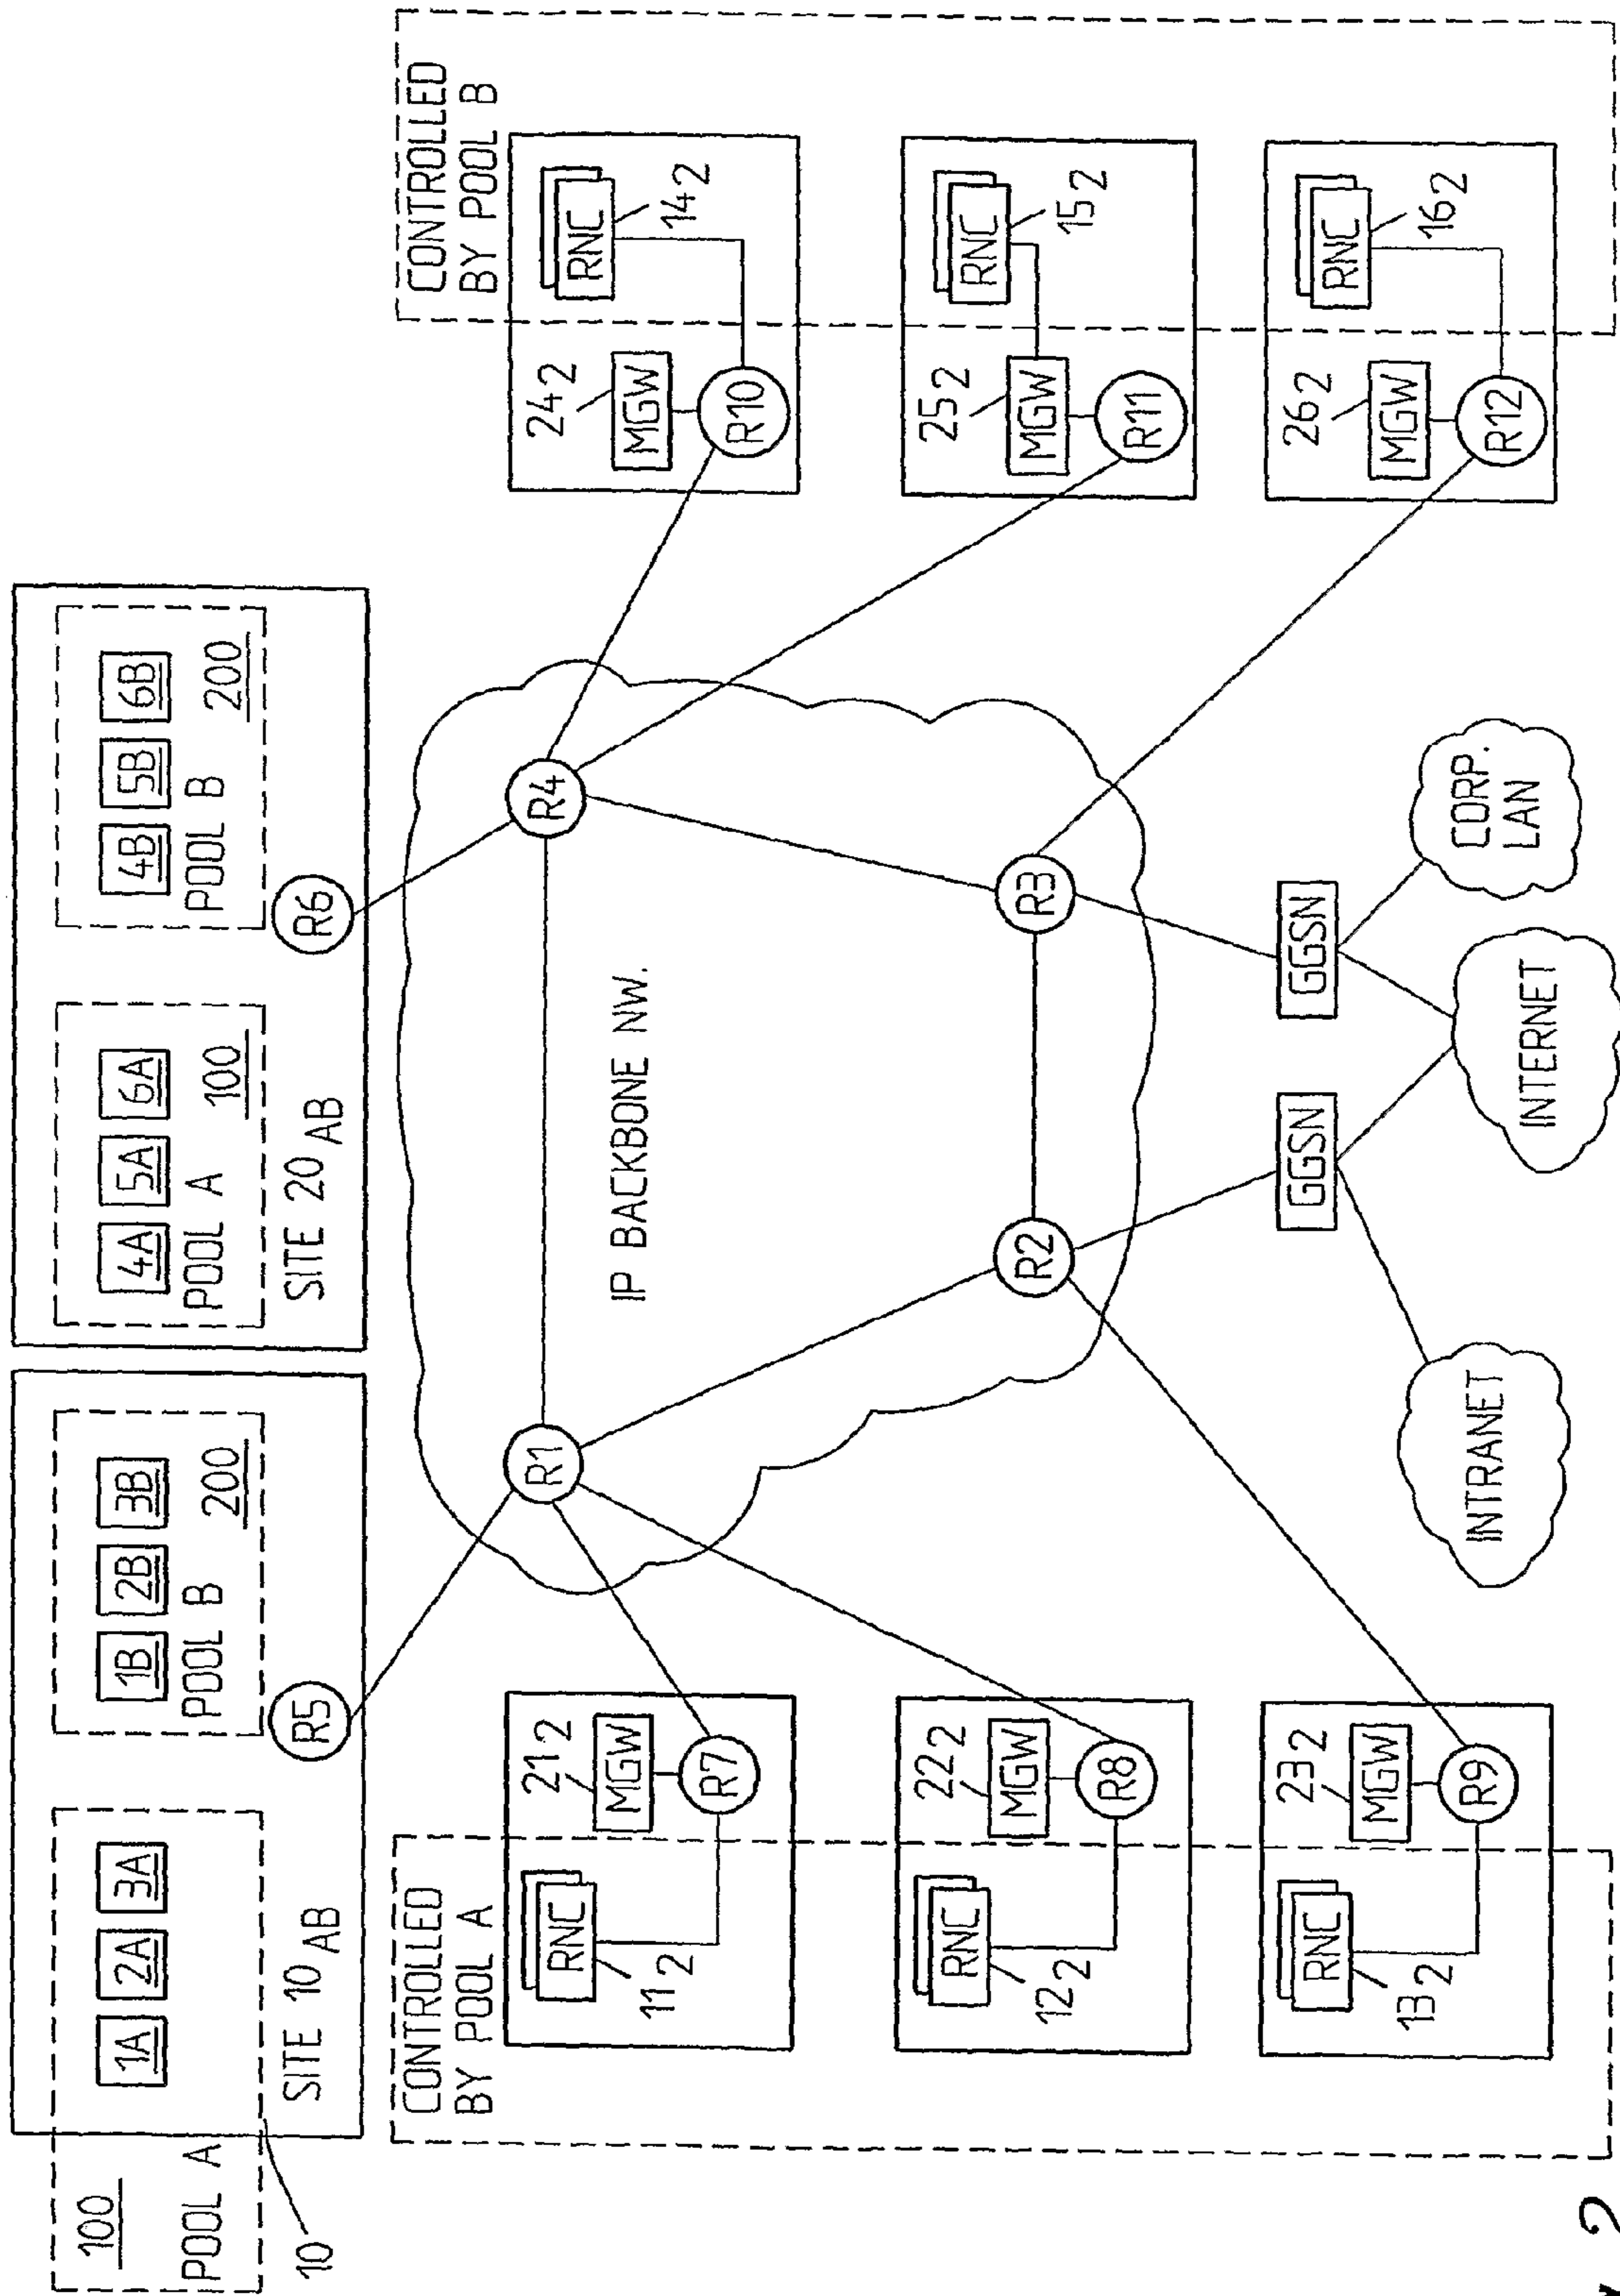 100
POOL A
10
1A 2A 3A
SITE 10 AB
1B 2B 3B
POOL B 200
R5
4A 5A 6A
POOL A 100
SITE 20 AB
4B 5B 6B
POOL B 200
R6
CONTROLLED
BY POOL A
RNC
11 2
21 2
MGW
R7
RNC
12 2
22 2
MGW
R8
RNC
13 2
23 2
MGW
R9
IP BACKBONE NW.
R1
R4
R2
R3
GGSN
GGSN
INTRANET
INTERNET
CORP.
LAN
CONTROLLED
BY POOL B
24 2
MGW
R10
RNC
14 2
25 2
MGW
R11
RNC
15 2
26 2
MGW
R12
RNC
16 2
2